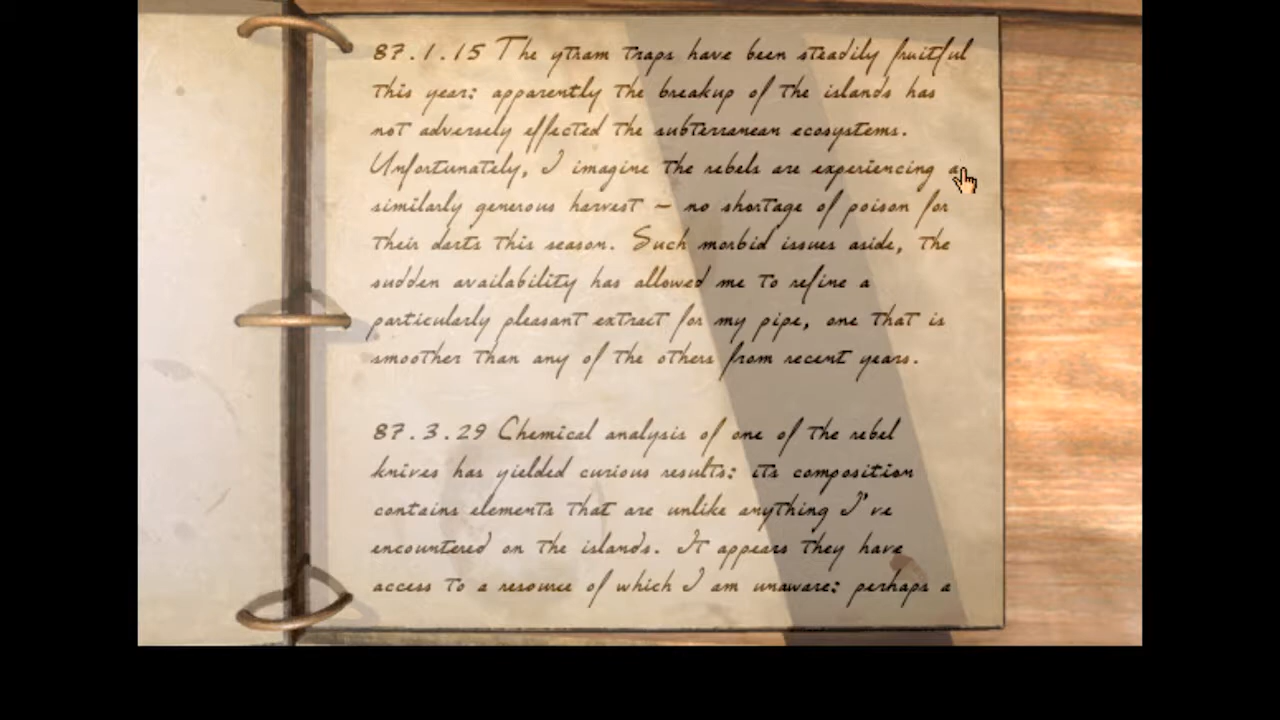 87.1.15 The ytram traps have been steadily fruitful
this year: apparently the breakup of the islands has
not adversely effected the subterranean ecosystems.
Unfortunately, I imagine the rebels are experiencing a
similarly generous harvest – no shortage of poison for
their darts this season. Such morbid issues aside, the
sudden availability has allowed me to refine a
particularly pleasant extract for my pipe, one that is
smoother than any of the others from recent years.
87.3.29 Chemical analysis of one of the rebel
knives has yielded curious results: its composition
contains elements that are unlike anything I've
encountered on the islands. It appears they have
access to a resource of which I am unaware: perhaps a